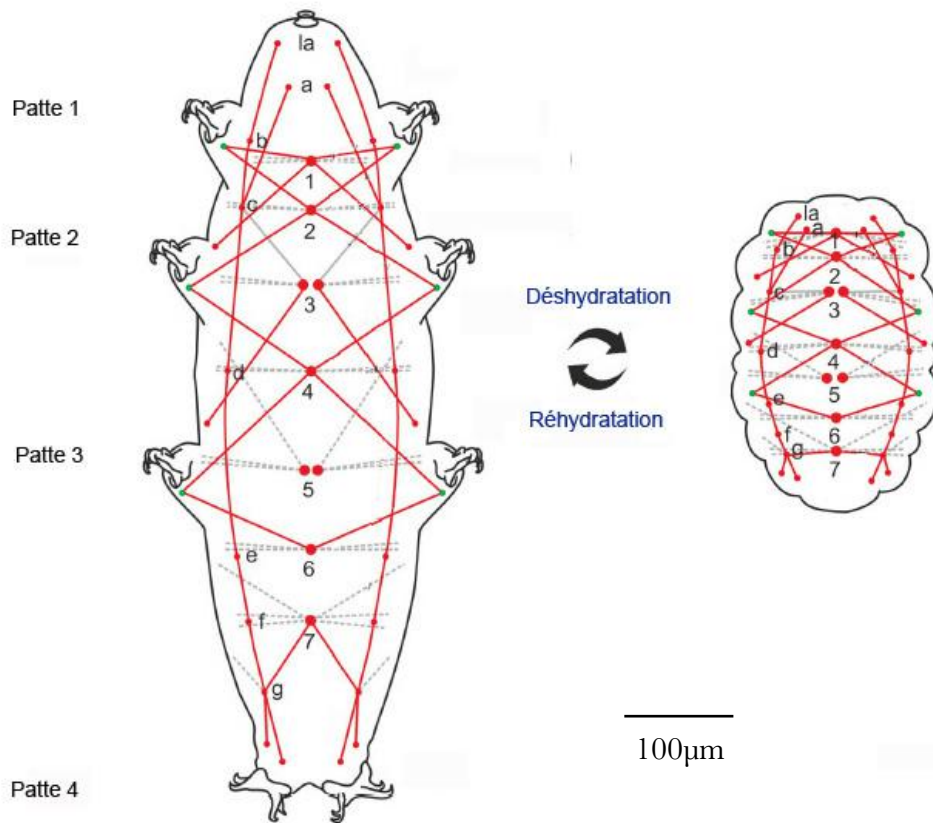 la
a
Patte 1
b
1
c
2
Patte 2
3
d
4
Patte 3
5
e
6
f
7
g
Patte 4
Déshydratation
Réhydratation
la
a
1
b
2
c
3
d
4
5
e
6
f
g
7
100µm